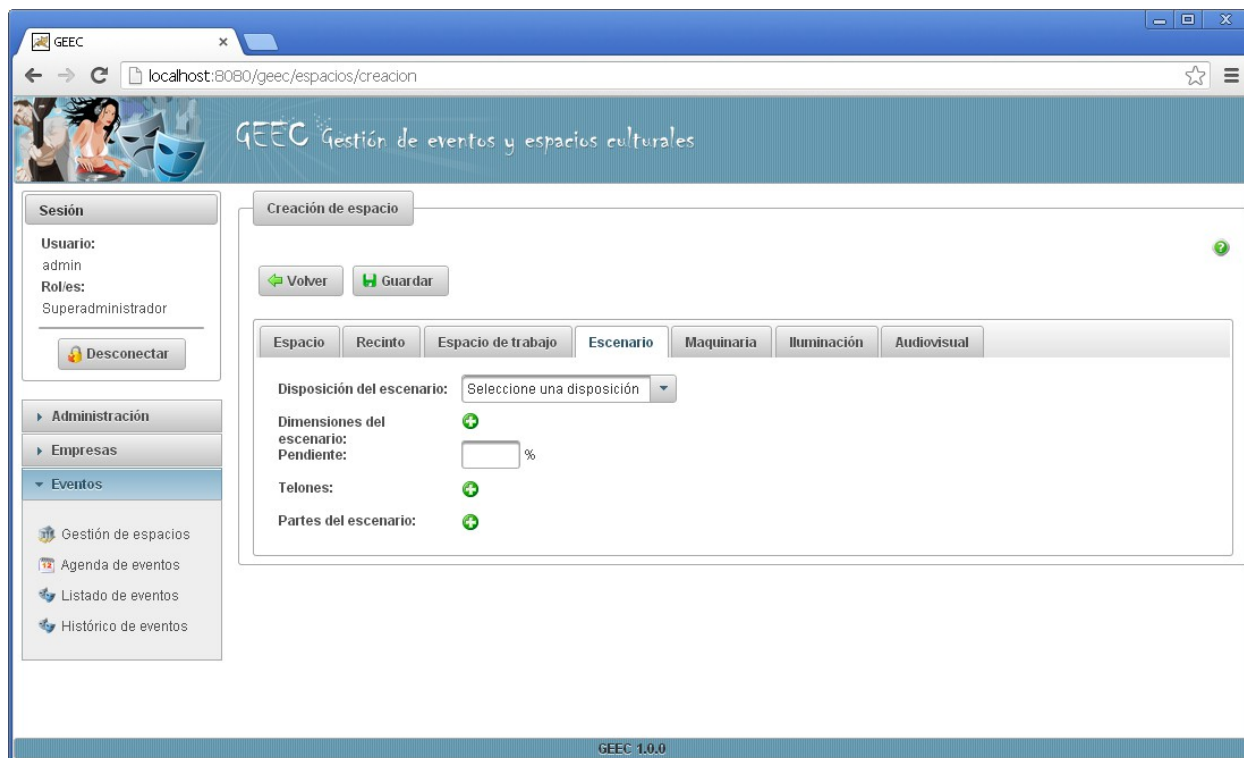 GEEC
localhost:8080/geec/espacios/creacion
GEEC Gestión de eventos y espacios culturales
Sesión
Usuario:
admin
Rol/es:
Superadministrador
Desconectar
Administración
Empresas
Eventos
Gestión de espacios
12 Agenda de eventos
Listado de eventos
Histórico de eventos
Creación de espacio
?
Volver Guardar
Espacio Recinto Espacio de trabajo Escenario Maquinaria Iluminación Audiovisual
Disposición del escenario: Seleccione una disposición
Dimensiones del
escenario:
Pendiente: %
Telones:
Partes del escenario:
GEEC 1.0.0